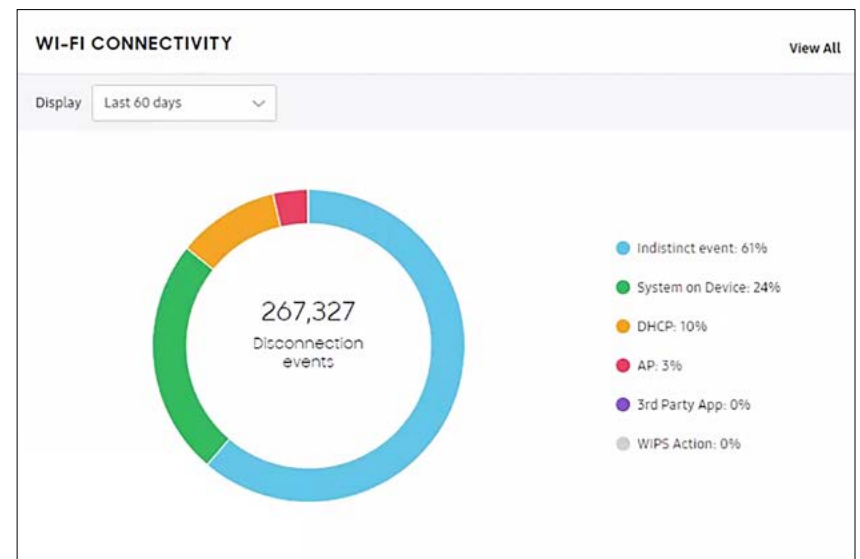 WI-FI CONNECTIVITY
View All
Display
Last 60 days
267,327
Disconnection
events
Indistinct event: 61%
System on Device: 24%
DHCP: 10%
AP: 3%
3rd Party App: 0%
WIPS Action: 0%